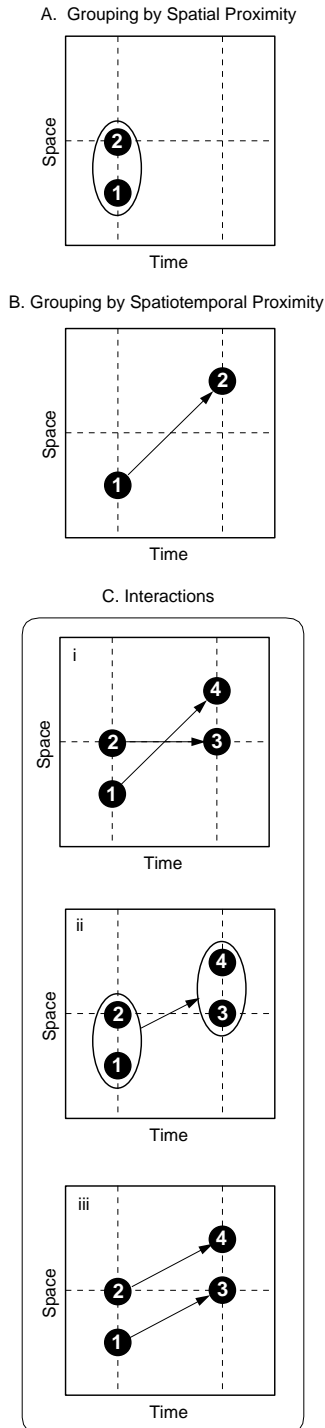 A. Grouping by Spatial Proximity
Space
2
1
Time
B. Grouping by Spatiotemporal Proximity
Space
2
1
Time
C. Interactions
i
Space
4
2
3
1
Time
ii
Space
4
2
3
1
Time
iii
Space
4
2
3
1
Time